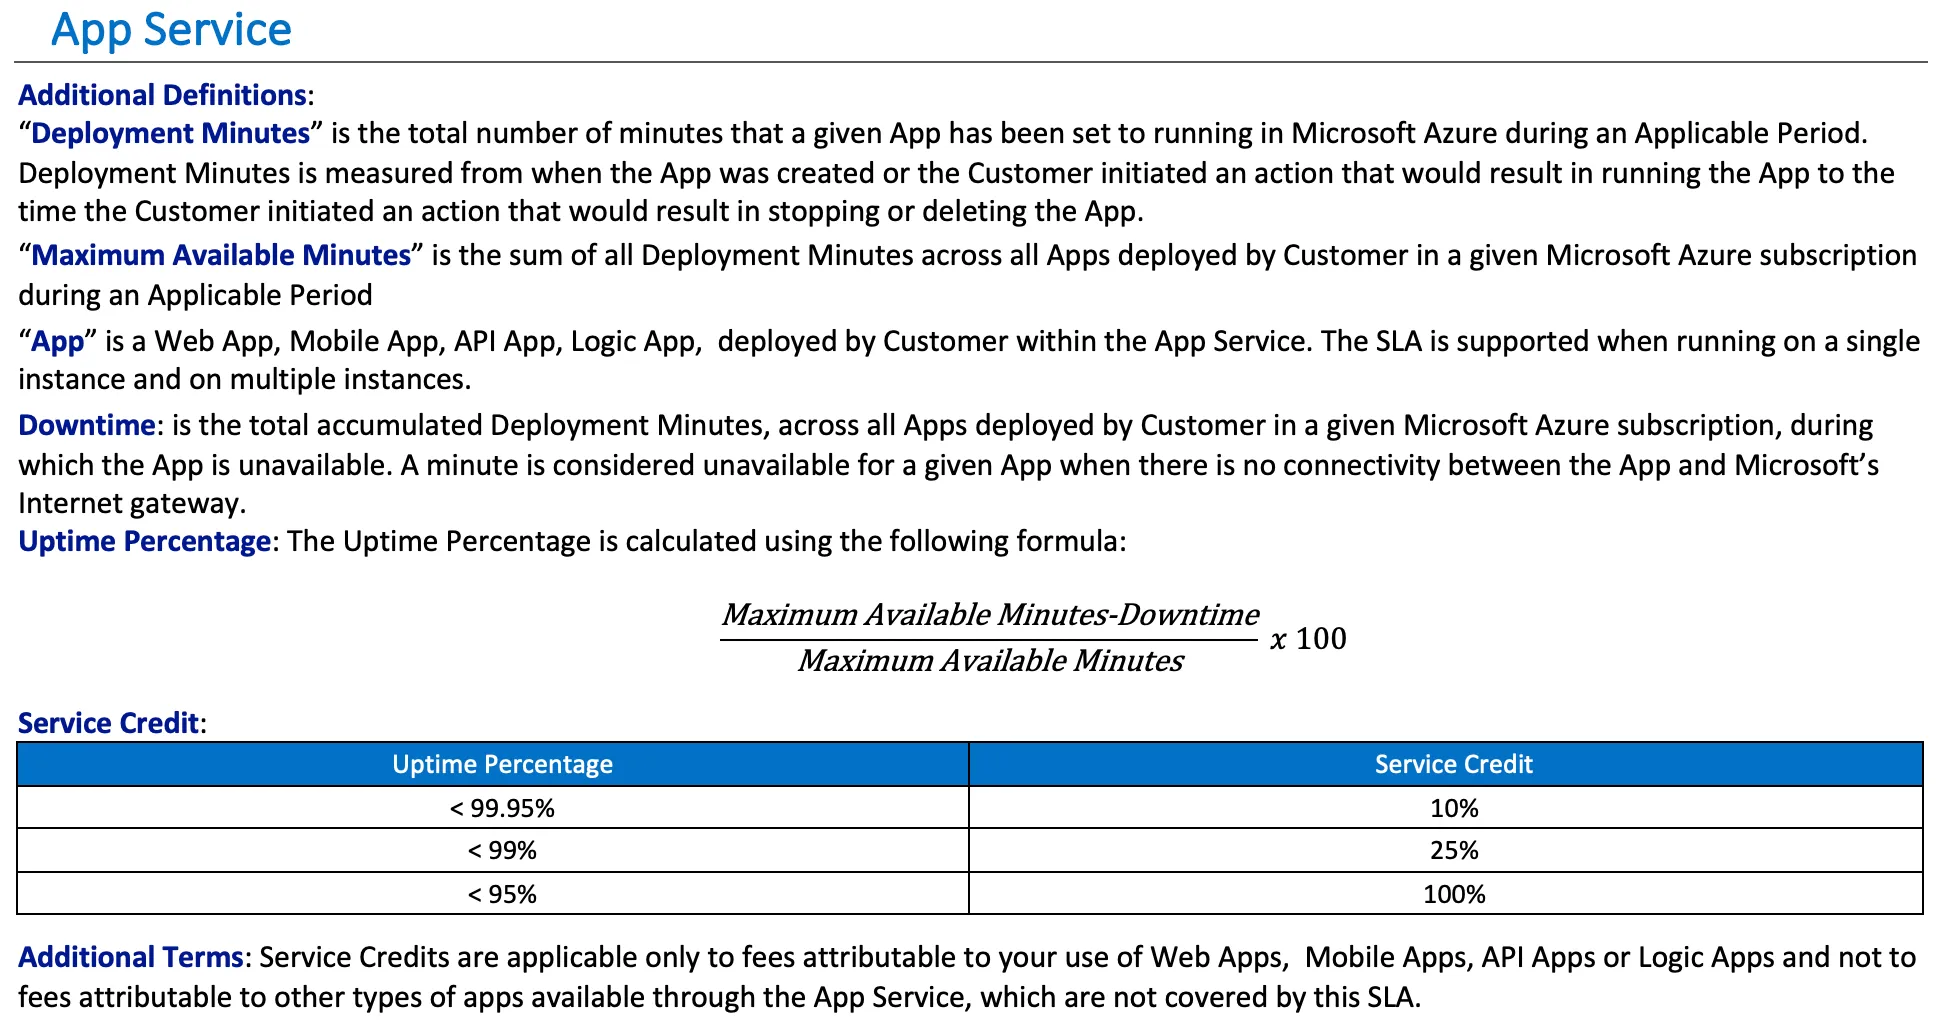 App Service
Additional Definitions:
“Deployment Minutes” is the total number of minutes that a given App has been set to running in Microsoft Azure during an Applicable Period.
Deployment Minutes is measured from when the App was created or the Customer initiated an action that would result in running the App to the
time the Customer initiated an action that would result in stopping or deleting the App.
“Maximum Available Minutes” is the sum of all Deployment Minutes across all Apps deployed by Customer in a given Microsoft Azure subscription
during an Applicable Period
“App” is a Web App, Mobile App, API App, Logic App,  deployed by Customer within the App Service. The SLA is supported when running on a single
instance and on multiple instances.
Downtime: is the total accumulated Deployment Minutes, across all Apps deployed by Customer in a given Microsoft Azure subscription, during
which the App is unavailable. A minute is considered unavailable for a given App when there is no connectivity between the App and Microsoft’s
Internet gateway.
Uptime Percentage: The Uptime Percentage is calculated using the following formula:
Maximum Available Minutes-Downtime
Maximum Available Minutes
x 100
Service Credit:
Uptime Percentage Service Credit
< 99.95% 10%
< 99% 25%
< 95% 100%
Additional Terms: Service Credits are applicable only to fees attributable to your use of Web Apps,  Mobile Apps, API Apps or Logic Apps and not to
fees attributable to other types of apps available through the App Service, which are not covered by this SLA.